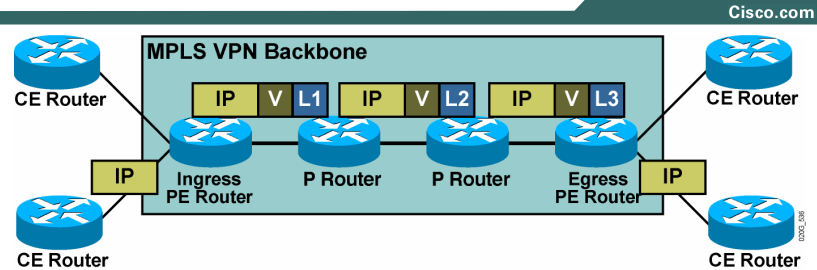 Cisco.com
MPLS VPN Backbone
CE Router
CE Router
IP V L1
IP V L2
IP V L3
IP
IP
Ingress
PE Router
P Router
P Router
Egress
PE Router
CE Router
CE Router
020G_536